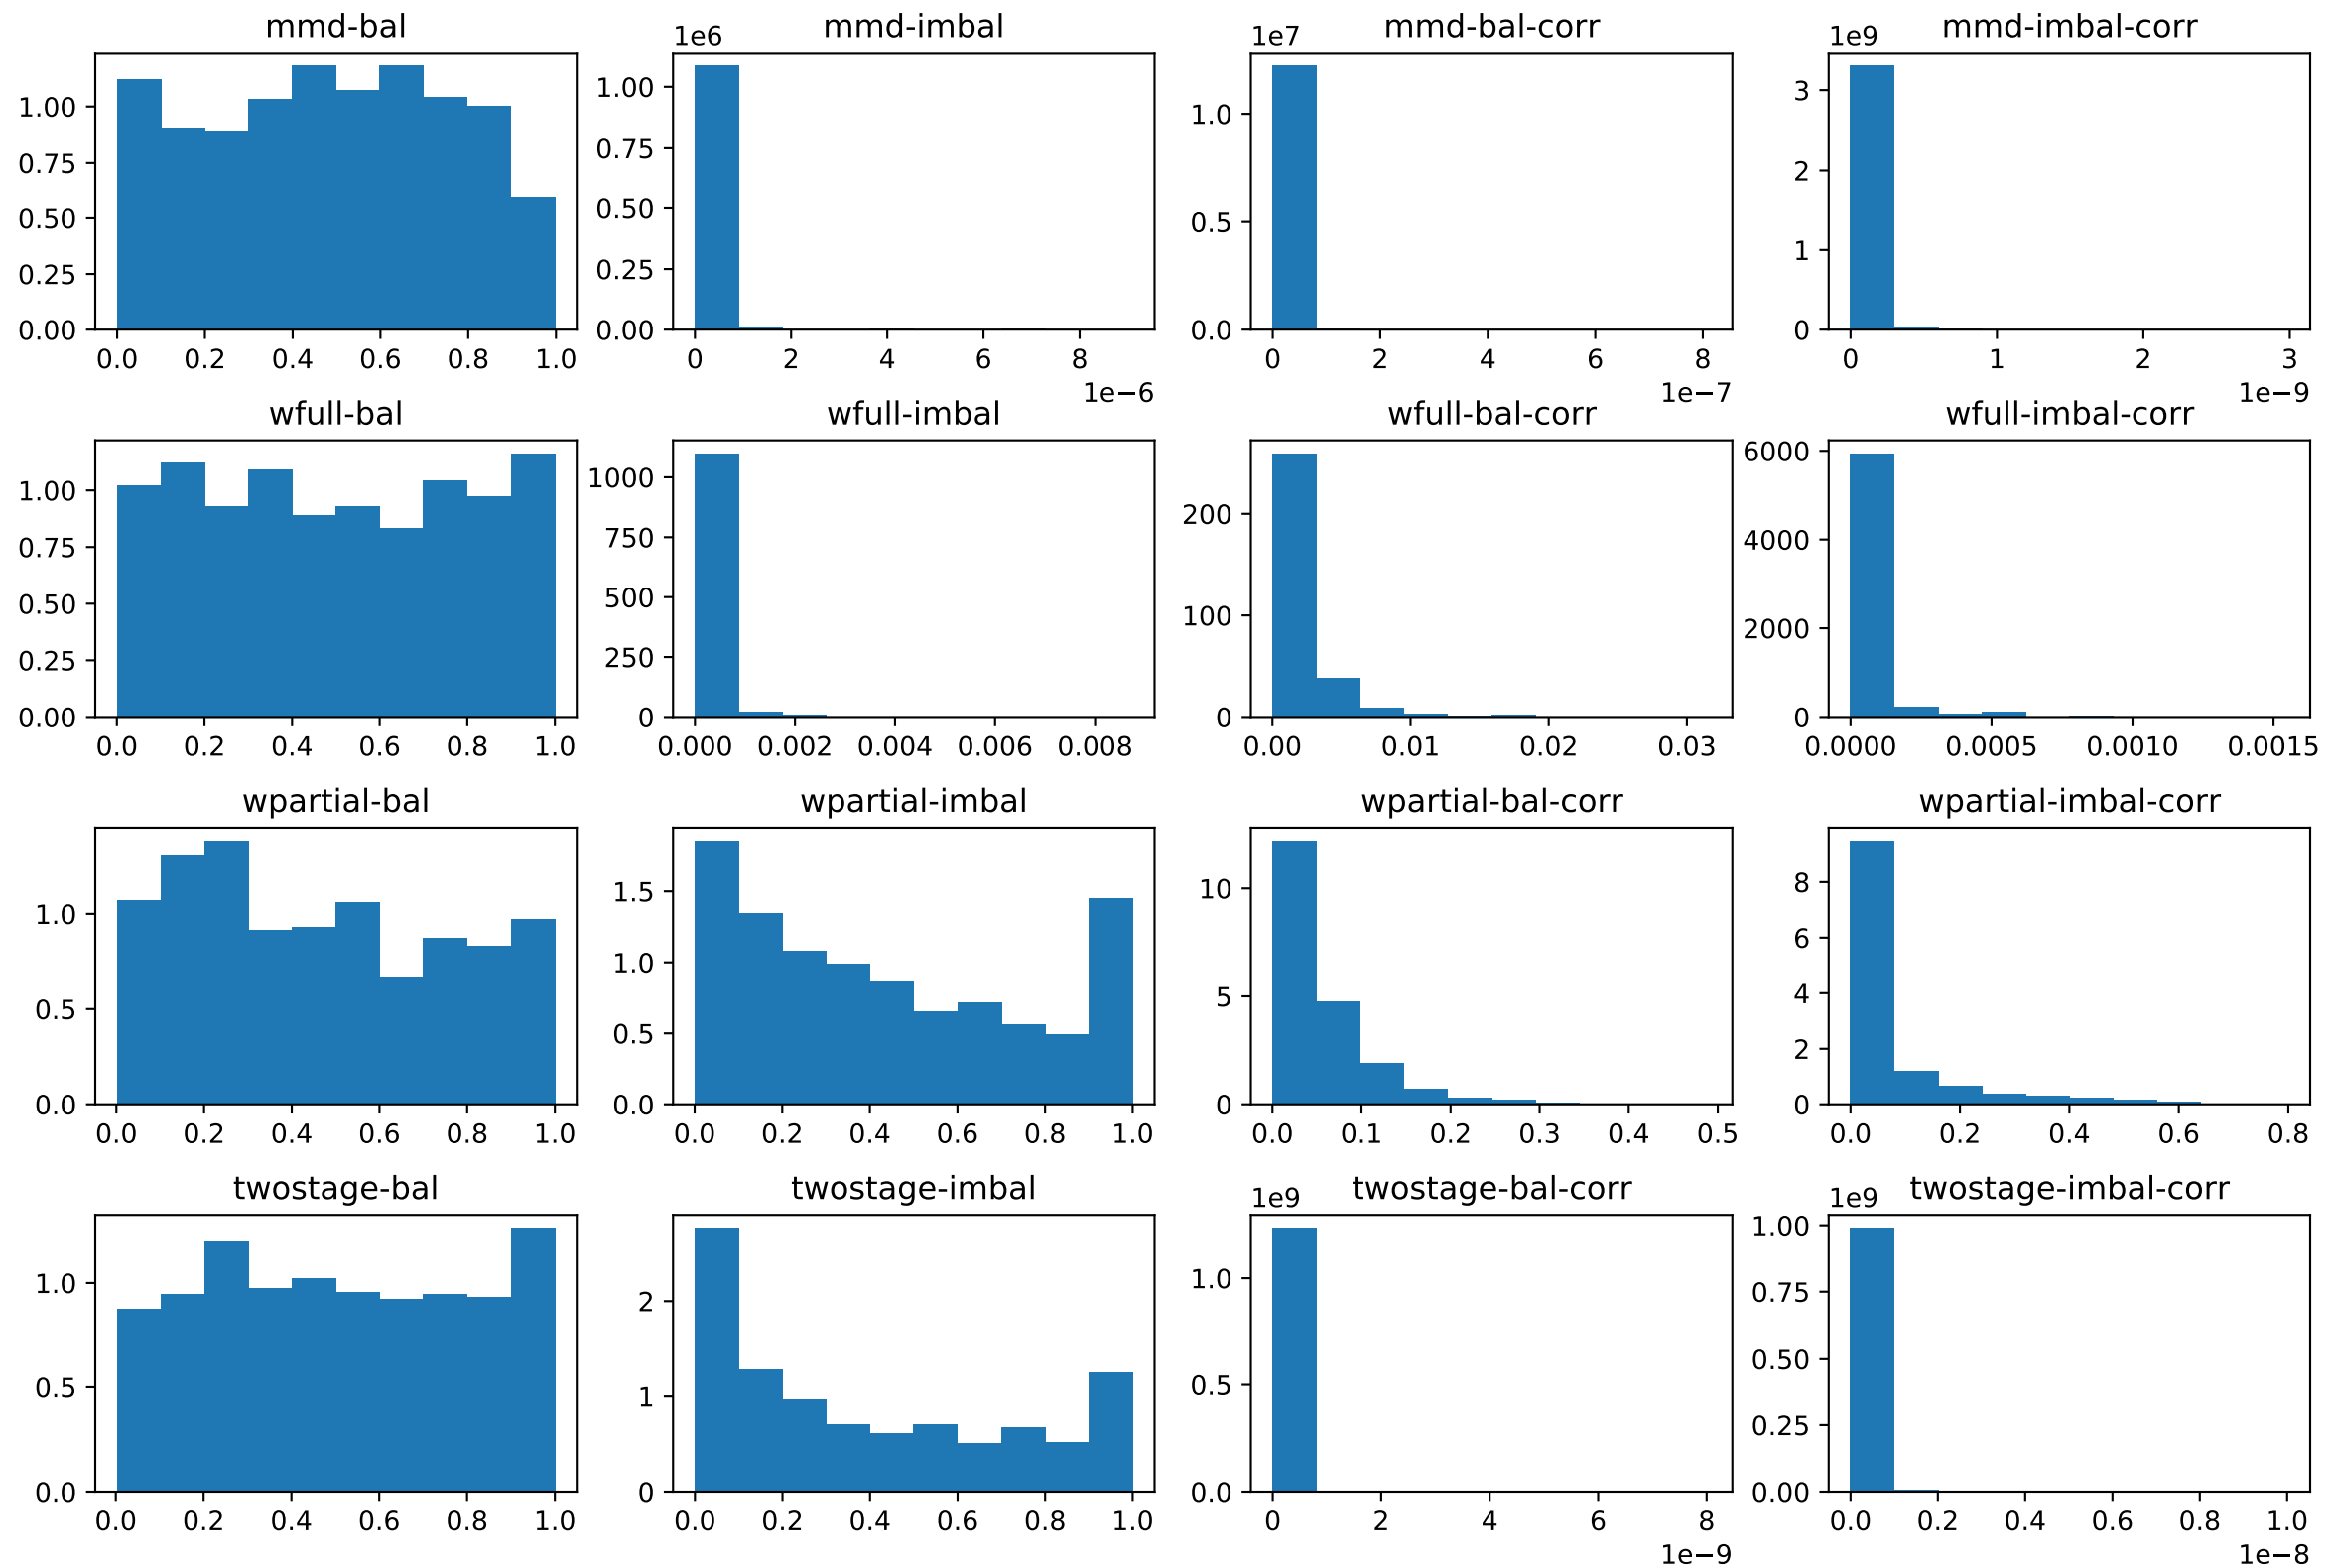 mmd-bal
1.00
0.75
0.50
0.25
0.00
0.0 0.2 0.4 0.6 0.8 1.0
mmd-imbal
1e6
1.00
0.75
0.50
0.25
0.00
0 2 4 6 8
1e−6
mmd-bal-corr
1e7
1.0
0.5
0.0
0 2 4 6 8
1e−7
mmd-imbal-corr
1e9
3
2
1
0
0 1 2 3
1e−9
wfull-bal
1.00
0.75
0.50
0.25
0.00
0.0 0.2 0.4 0.6 0.8 1.0
wfull-imbal
1000
750
500
250
0
0.000 0.002 0.004 0.006 0.008
wfull-bal-corr
200
100
0
0.00 0.01 0.02 0.03
wfull-imbal-corr
6000
4000
2000
0
0.0000 0.0005 0.0010 0.0015
wpartial-bal
1.0
0.5
0.0
0.0 0.2 0.4 0.6 0.8 1.0
wpartial-imbal
1.5
1.0
0.5
0.0
0.0 0.2 0.4 0.6 0.8 1.0
wpartial-bal-corr
10
5
0
0.0 0.1 0.2 0.3 0.4 0.5
wpartial-imbal-corr
8
6
4
2
0
0.0 0.2 0.4 0.6 0.8
twostage-bal
1.0
0.5
0.0
0.0 0.2 0.4 0.6 0.8 1.0
twostage-imbal
2
1
0
0.0 0.2 0.4 0.6 0.8 1.0
twostage-bal-corr
1e9
1.0
0.5
0.0
0 2 4 6 8
1e−9
twostage-imbal-corr
1e9
1.00
0.75
0.50
0.25
0.00
0.0 0.2 0.4 0.6 0.8 1.0
1e−8